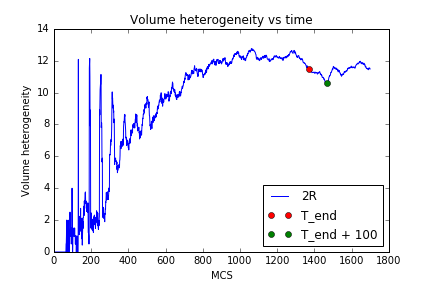 Volume heterogeneity vs time
14
12
10
8
6
4
2
0
Volume heterogeneity
2R
T_end
T_end + 100
0 200 400 600 800 1000 1200 1400 1600 1800
MCS